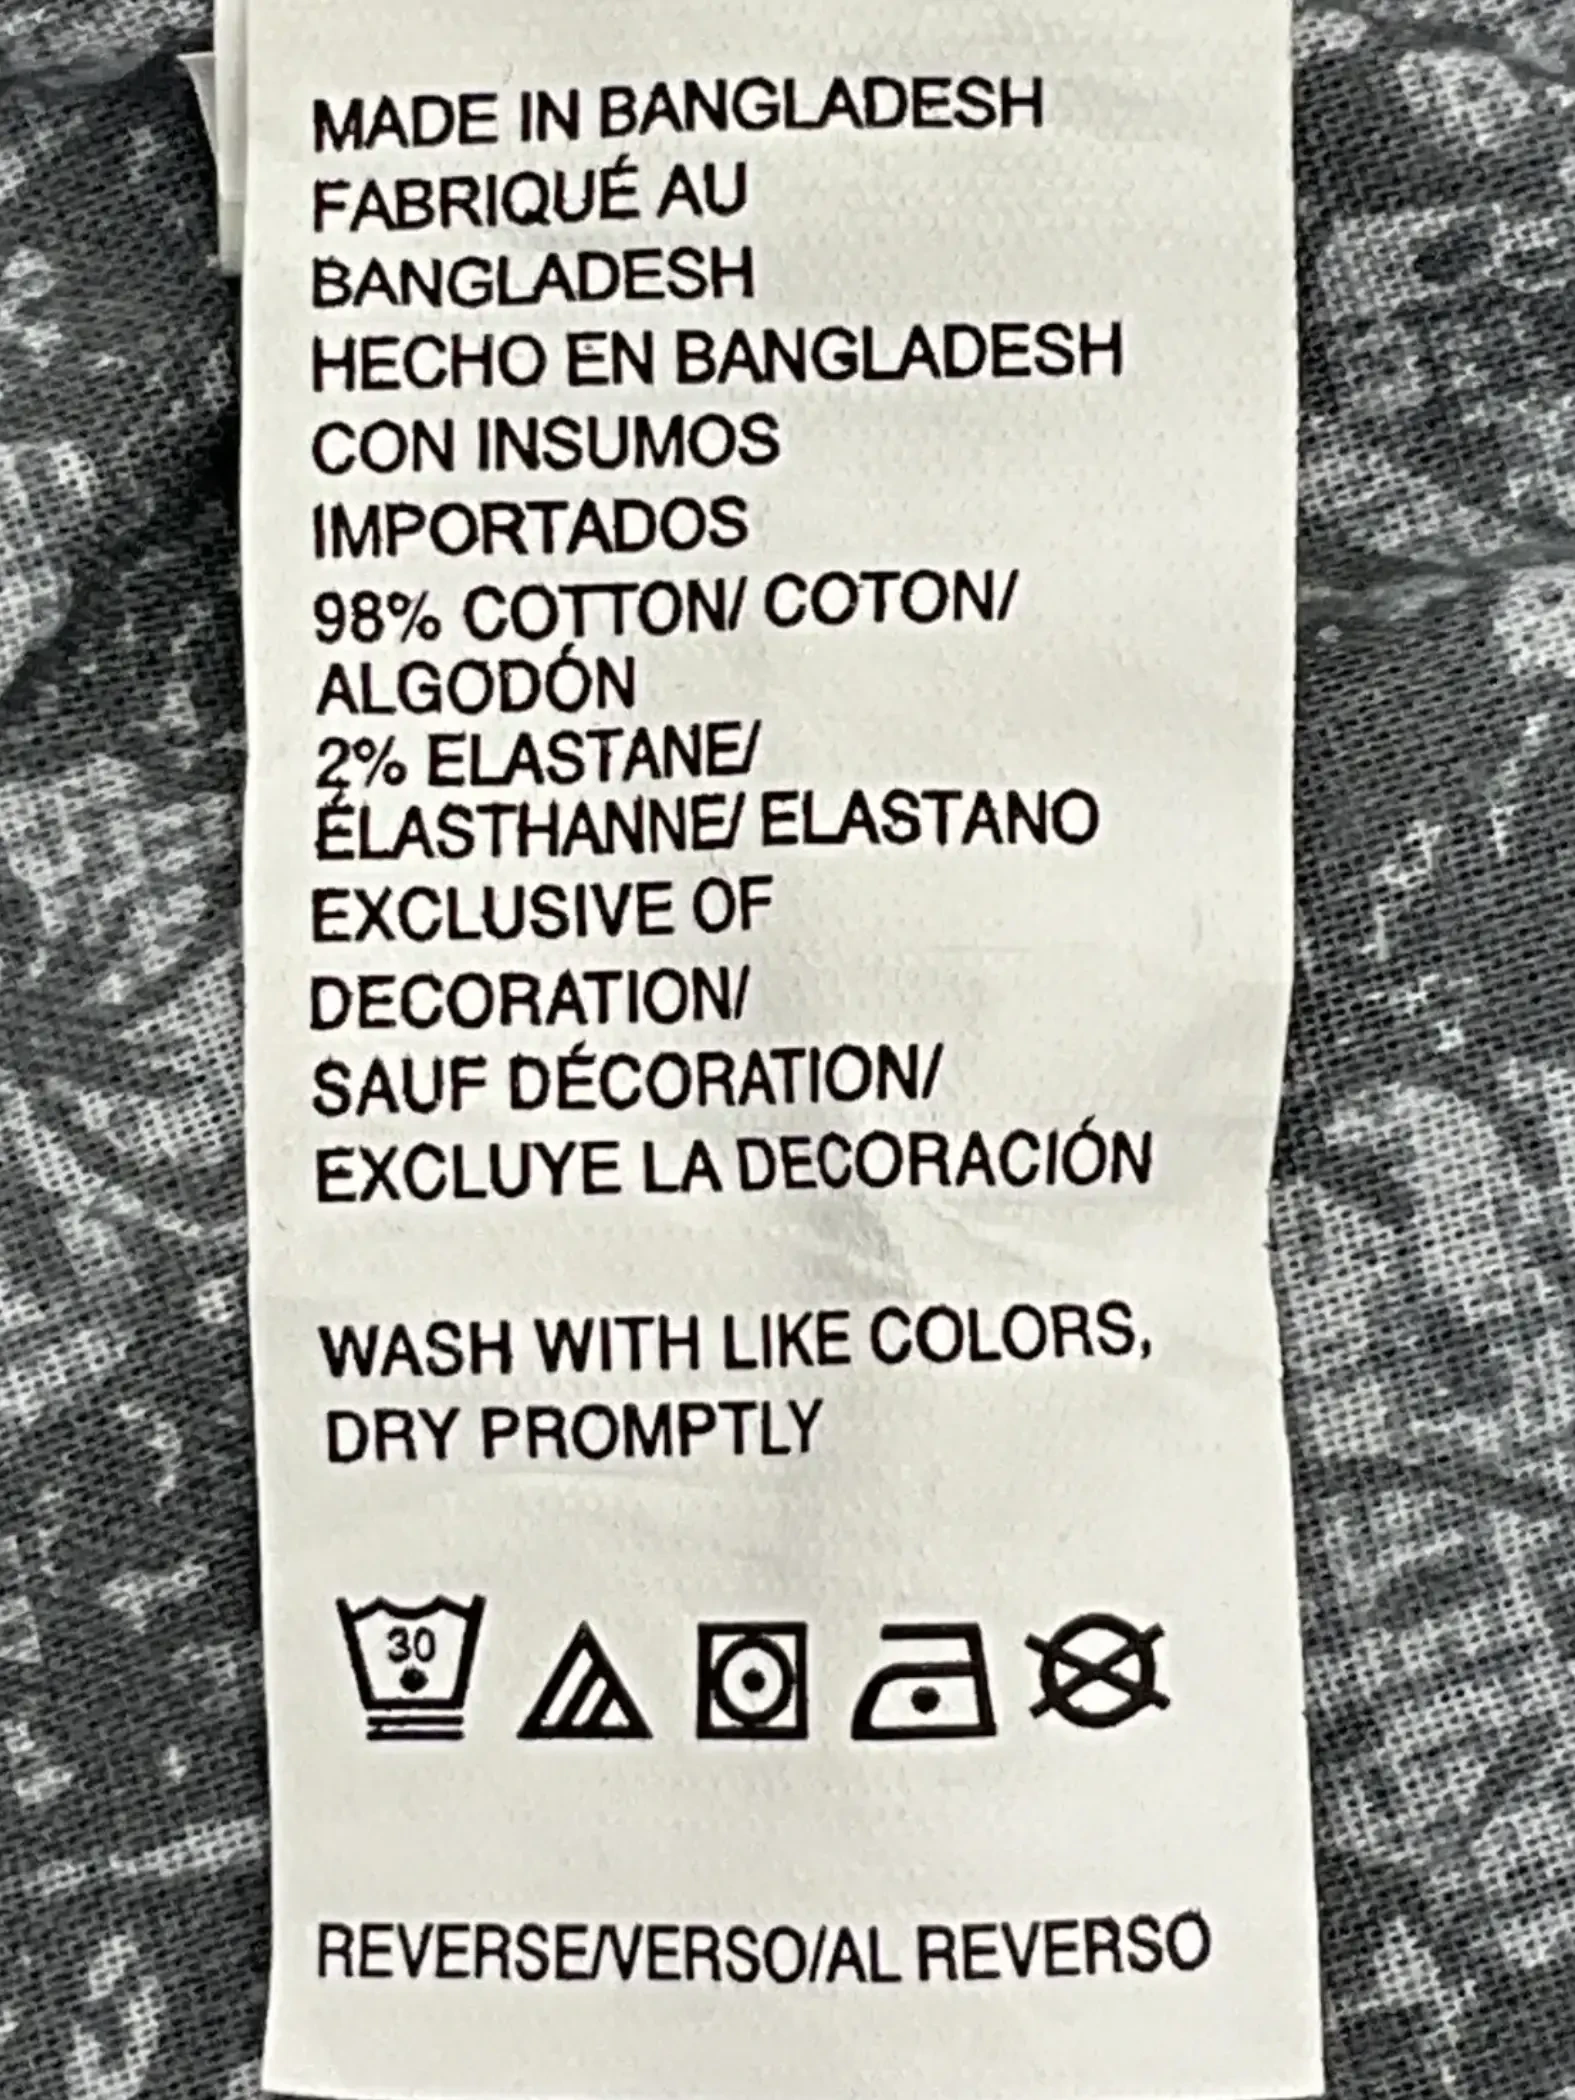 MADE IN BANGLADESH
FABRIQUÉ AU
BANGLADESH
HECHO EN BANGLADESH
CON INSUMOS
IMPORTADOS
98% COTTON/ COTON/
ALGODÓN
2% ELASTANE/
ÉLASTHANNE/ ELASTANO
EXCLUSIVE OF
DECORATION/
SAUF DÉCORATION/
EXCLUYE LA DECORACIÓN
WASH WITH LIKE COLORS,
DRY PROMPTLY
30
REVERSE/VERSO/AL REVERSO